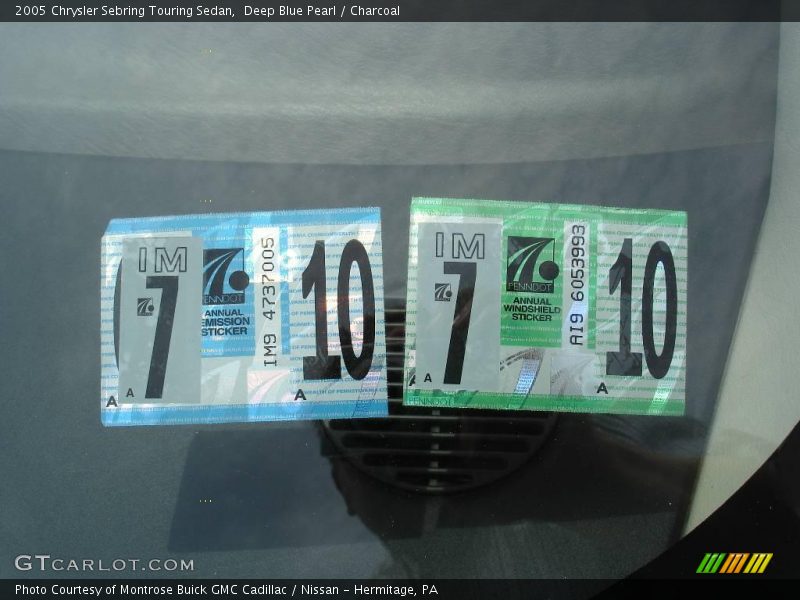 2005 Chrysler Sebring Touring Sedan, Deep Blue Pearl / Charcoal
IM
7
A
A
PENNDOT
ANNUAL
EMISSION
STICKER
IM9 4737005
10
A
IM
7
A
PENNDOT
ANNUAL
WINDSHIELD
STICKER
AI9 6053993
10
A
PENNDOT
GTCARLOT.COM
Photo Courtesy of Montrose Buick GMC Cadillac / Nissan - Hermitage, PA